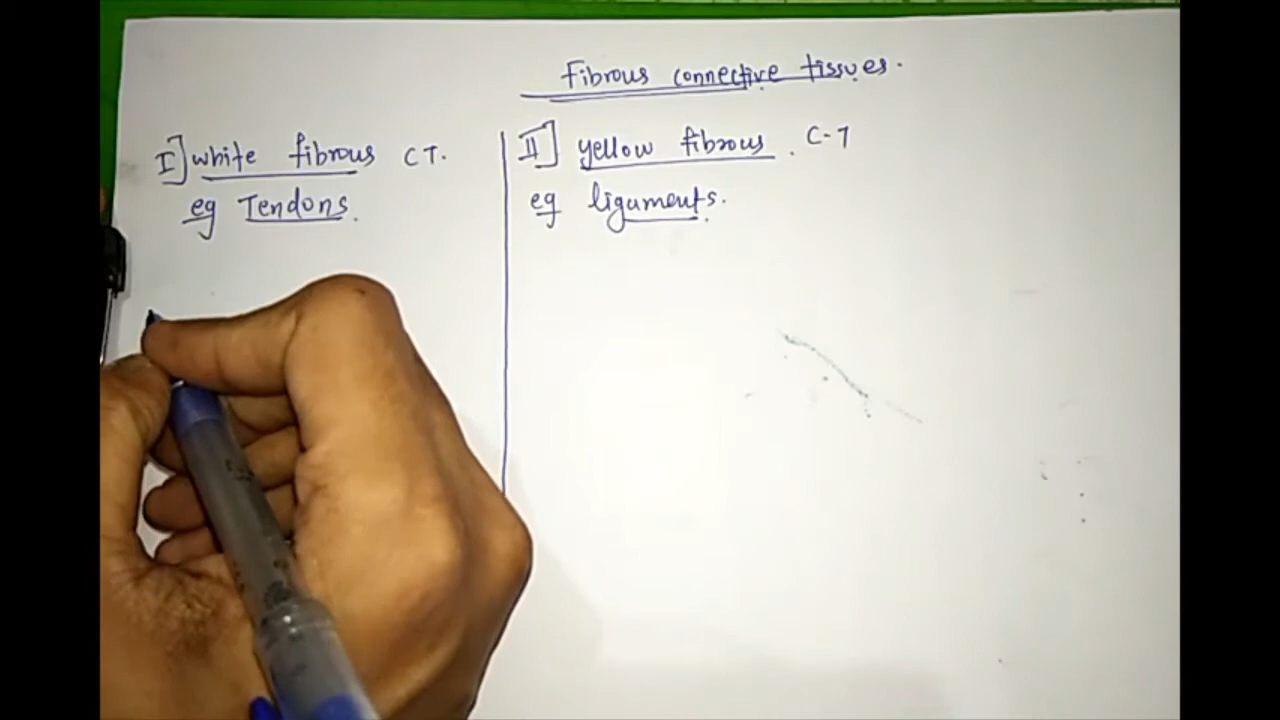 Fibrous connective tissues.
I] white fibrous CT.
eg Tendons.
II] yellow fibrous. C-T
eg ligaments.